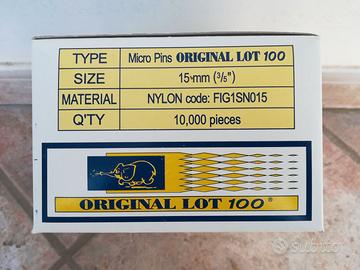 TYPE Micro Pins ORIGINAL LOT 100
SIZE 15-mm (3/5")
MATERIAL NYLON code: FIG1SN015
Q'TY 10,000 pieces
ORIGINAL LOT 100®
subito